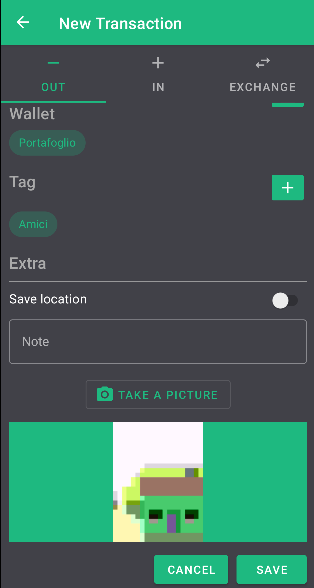 New Transaction
OUT
IN
EXCHANGE
Wallet
Portafoglio
Tag
Amici
Extra
Save location
Note
TAKE A PICTURE
CANCEL
SAVE